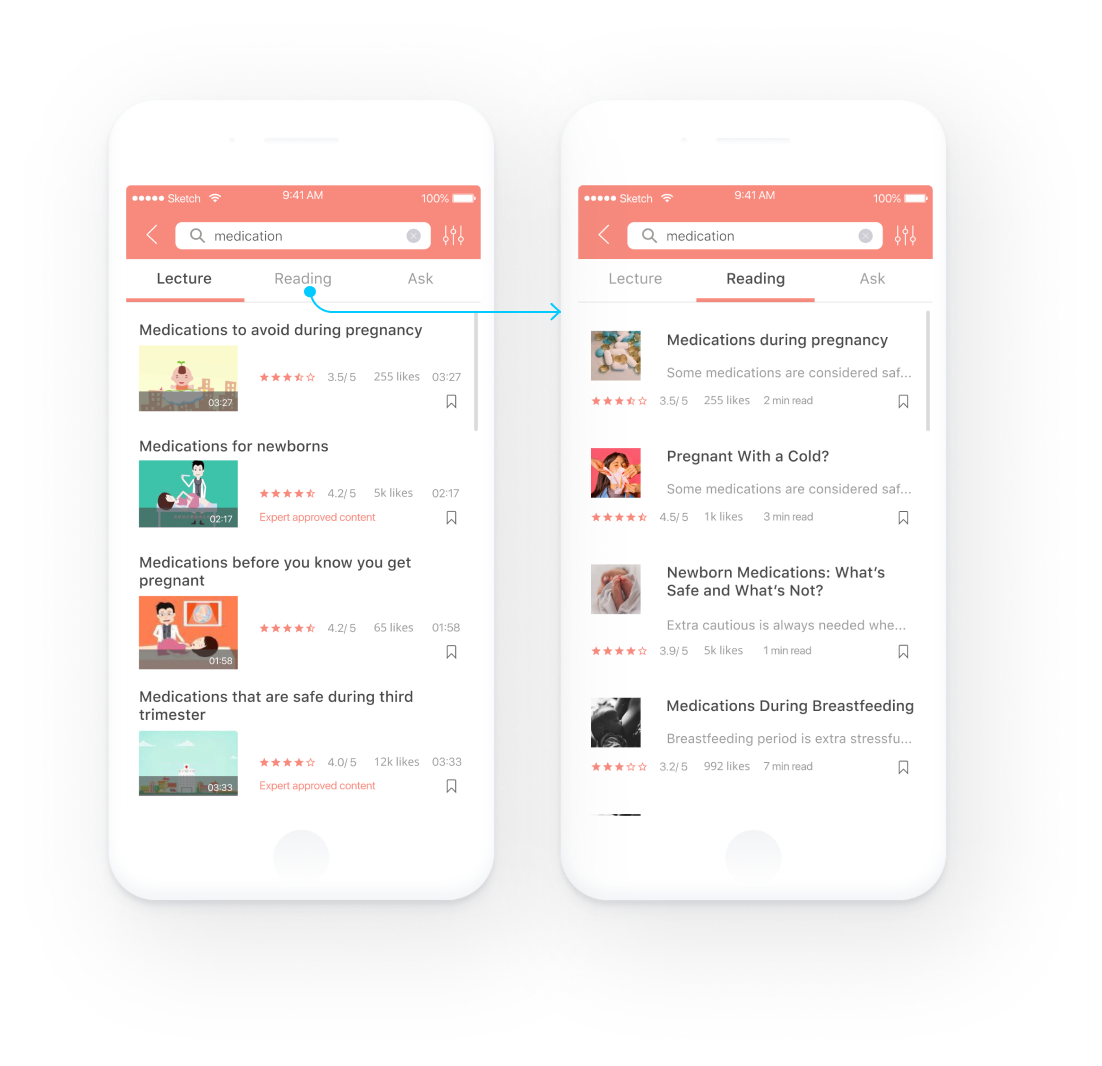 Sketch
9:41 AM
100%
medication
Lecture
Reading
Ask
Medications to avoid during pregnancy
03:27
3.5/ 5
255 likes
03:27
Medications for newborns
02:17
4.2/ 5
5k likes
02:17
Expert approved content
Medications before you know you get
pregnant
01:58
4.2/ 5
65 likes
01:58
Medications that are safe during third
trimester
03:33
4.0/ 5
12k likes
03:33
Expert approved content
Sketch
9:41 AM
100%
medication
Lecture
Reading
Ask
Medications during pregnancy
Some medications are considered saf...
3.5/ 5
255 likes
2 min read
Pregnant With a Cold?
Some medications are considered saf...
4.5/ 5
1k likes
3 min read
Newborn Medications: What's
Safe and What's Not?
Extra cautious is always needed whe...
3.9/ 5
5k likes
1 min read
Medications During Breastfeeding
Breastfeeding period is extra stressfu...
3.2/ 5
992 likes
7 min read